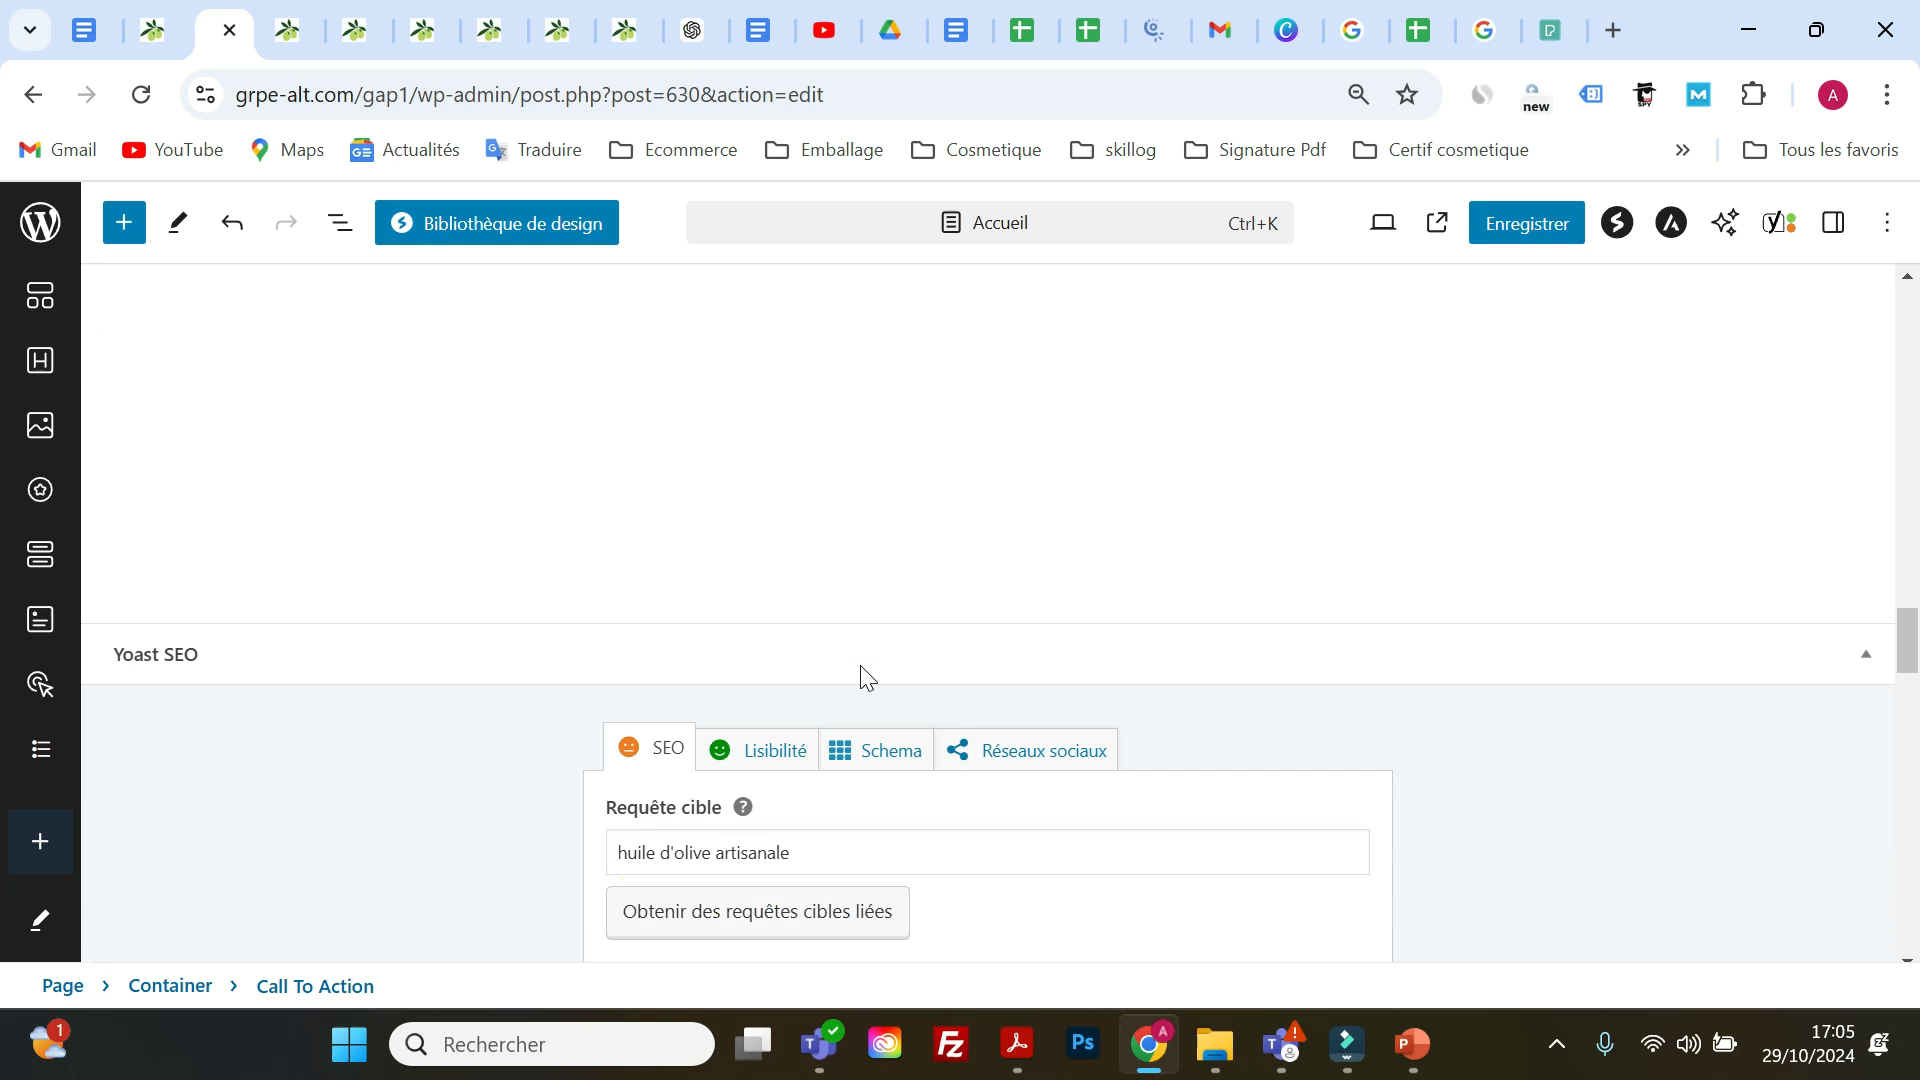 grpe-alt.com/gap1/wp-admin/post.php?post=630&action=edit
new
SPY
M
A
Gmail
YouTube
Maps
Actualités
Traduire
Ecommerce
Emballage
Cosmetique
skillog
Signature Pdf
Certif cosmetique
Tous les favoris
Bibliothèque de design
Accueil
Ctrl+K
Enregistrer
Yoast SEO
SEO
Lisibilité
Schema
Réseaux sociaux
Requête cible
huile d'olive artisanale
Obtenir des requêtes cibles liées
Page > Container > Call To Action
1
Rechercher
Ps
17:05
29/10/2024